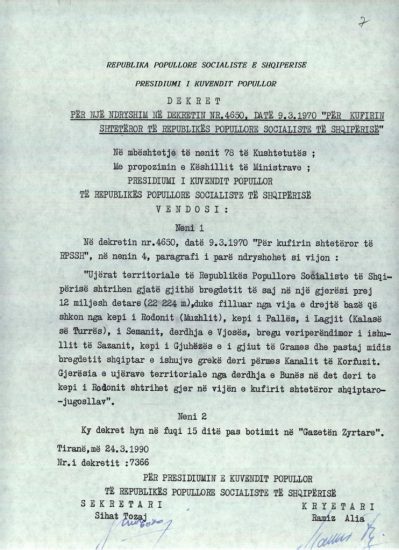 7
REPUBLIKA POPULLORE SOCIALISTE E SHQIPERISE
PRESIDIUMI I KUVENDIT POPULLOR
D E K R E T
PËR NJË NDRYSHIM NË DEKRETIN NR.4650, DATË 9.3.1970 "PËR KUFIRIN
SHTETËROR TË REPUBLIKËS POPULLORE SOCIALISTE TË SHQIPËRISË"
Në mbështetje të nenit 78 të Kushtetutës ;
Me propozimin e Këshillit të Ministrave ;
PRESIDIUMI I KUVENDIT POPULLOR
TË REPUBLIKËS POPULLORE SOCIALISTE TË SHQIPËRISË
V E N D O S I :
Neni 1
Në dekretin nr.4650, datë 9.3.1970 "Për kufirin shtetëror të
RPSSH", në nenin 4, paragrafi i parë ndryshohet si vijon :
"Ujërat territoriale të Republikës Popullore Socialiste të Shqi-
përisë shtrihen gjatë gjithë bregdetit të saj në një gjerësi prej
12 miljesh detare (22 224 m),duke filluar nga vija e drejtë bazë që
shkon nga kepi i Rodonit (Muzhlit), kepi i Pallës, i Lagjit (Kalasë
së Turrës), i Semanit, derdhja e Vjosës, bregu veriperëndimor i ishu-
llit të Sazanit, kepi i Gjuhëzës e i gjiut të Grames dhe pastaj midis
bregdetit shqiptar e ishujve grekë deri përmes Kanalit të Korfuzit.
Gjerësia e ujërave territoriale nga derdhja e Bunës në det deri te
kepi i Rodonit shtrihet gjer në vijën e kufirit shtetëror shqiptaro-
-jugosllav".
Neni 2
Ky dekret hyn në fuqi 15 ditë pas botimit në "Gazetën Zyrtare".
Tiranë,më 24.3.1990
Nr.i dekretit :7366
PËR PRESIDIUMIN E KUVENDIT POPULLOR
TË REPUBLIKËS POPULLORE SOCIALISTE TË SHQIPËRISË
S E K R E T A R I K R Y E T A R I
Sihat Tozaj Ramiz Alia